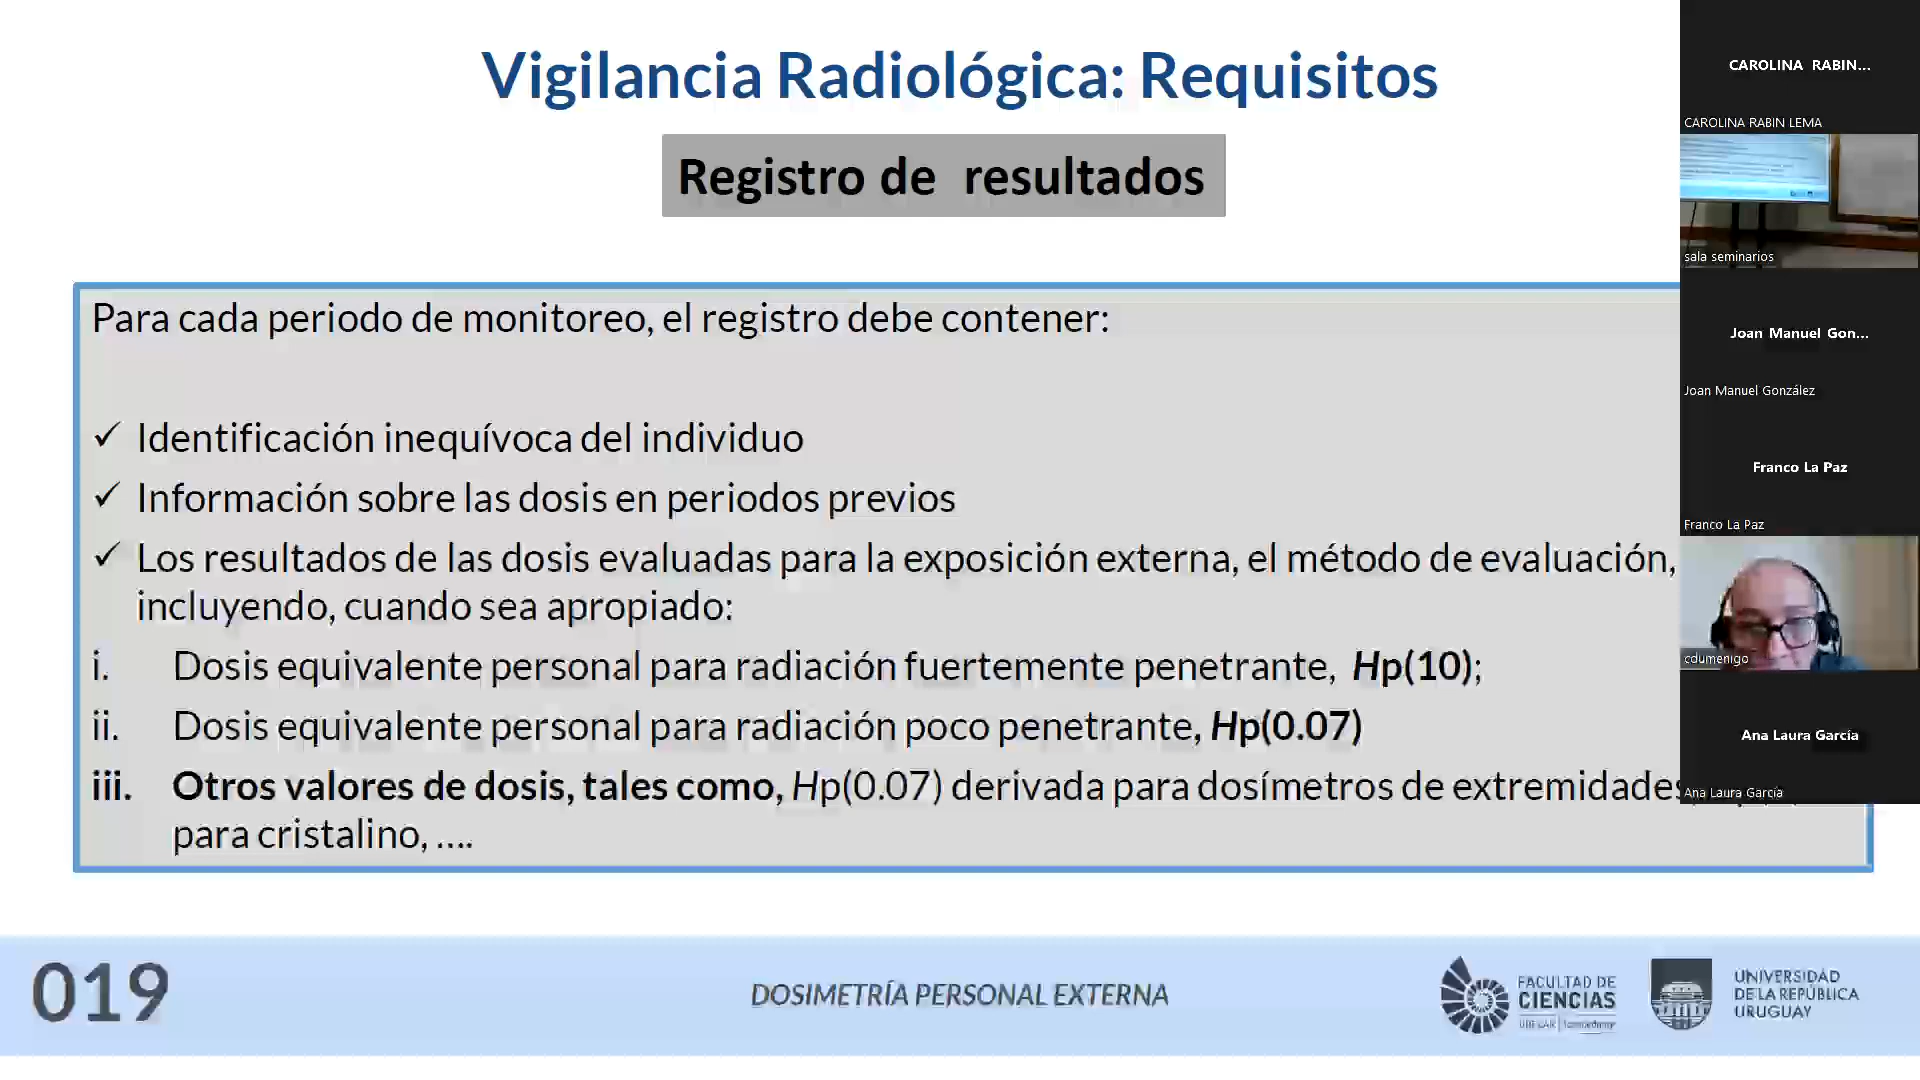 Vigilancia Radiológica: Requisitos
Registro de resultados
Para cada periodo de monitoreo, el registro debe contener:
✓ Identificación inequívoca del individuo
✓ Información sobre las dosis en periodos previos
✓ Los resultados de las dosis evaluadas para la exposición externa, el método de evaluación,
incluyendo, cuando sea apropiado:
i. Dosis equivalente personal para radiación fuertemente penetrante, Hp(10);
ii. Dosis equivalente personal para radiación poco penetrante, Hp(0.07)
iii. Otros valores de dosis, tales como, Hp(0.07) derivada para dosímetros de extremidades
para cristalino, ....
019
DOSIMETRÍA PERSONAL EXTERNA
FACULTAD DE
CIENCIAS
UNIVERSIDAD
DE LA REPÚBLICA
URUGUAY
CAROLINA RABIN...
CAROLINA RABIN LEMA
sala seminarios
Joan Manuel Gon...
Joan Manuel González
Franco La Paz
Franco La Paz
cdumenigo
Ana Laura García
Ana Laura García